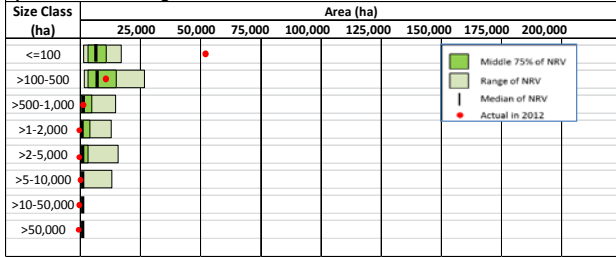 Size Class (ha) Area (ha)
25,000 50,000 75,000 100,000 125,000 150,000 175,000 200,000
<=100
>100-500
>500-1,000
>1-2,000
>2-5,000
>5-10,000
>10-50,000
>50,000
Middle 75% of NRV
Range of NRV
Median of NRV
Actual in 2012